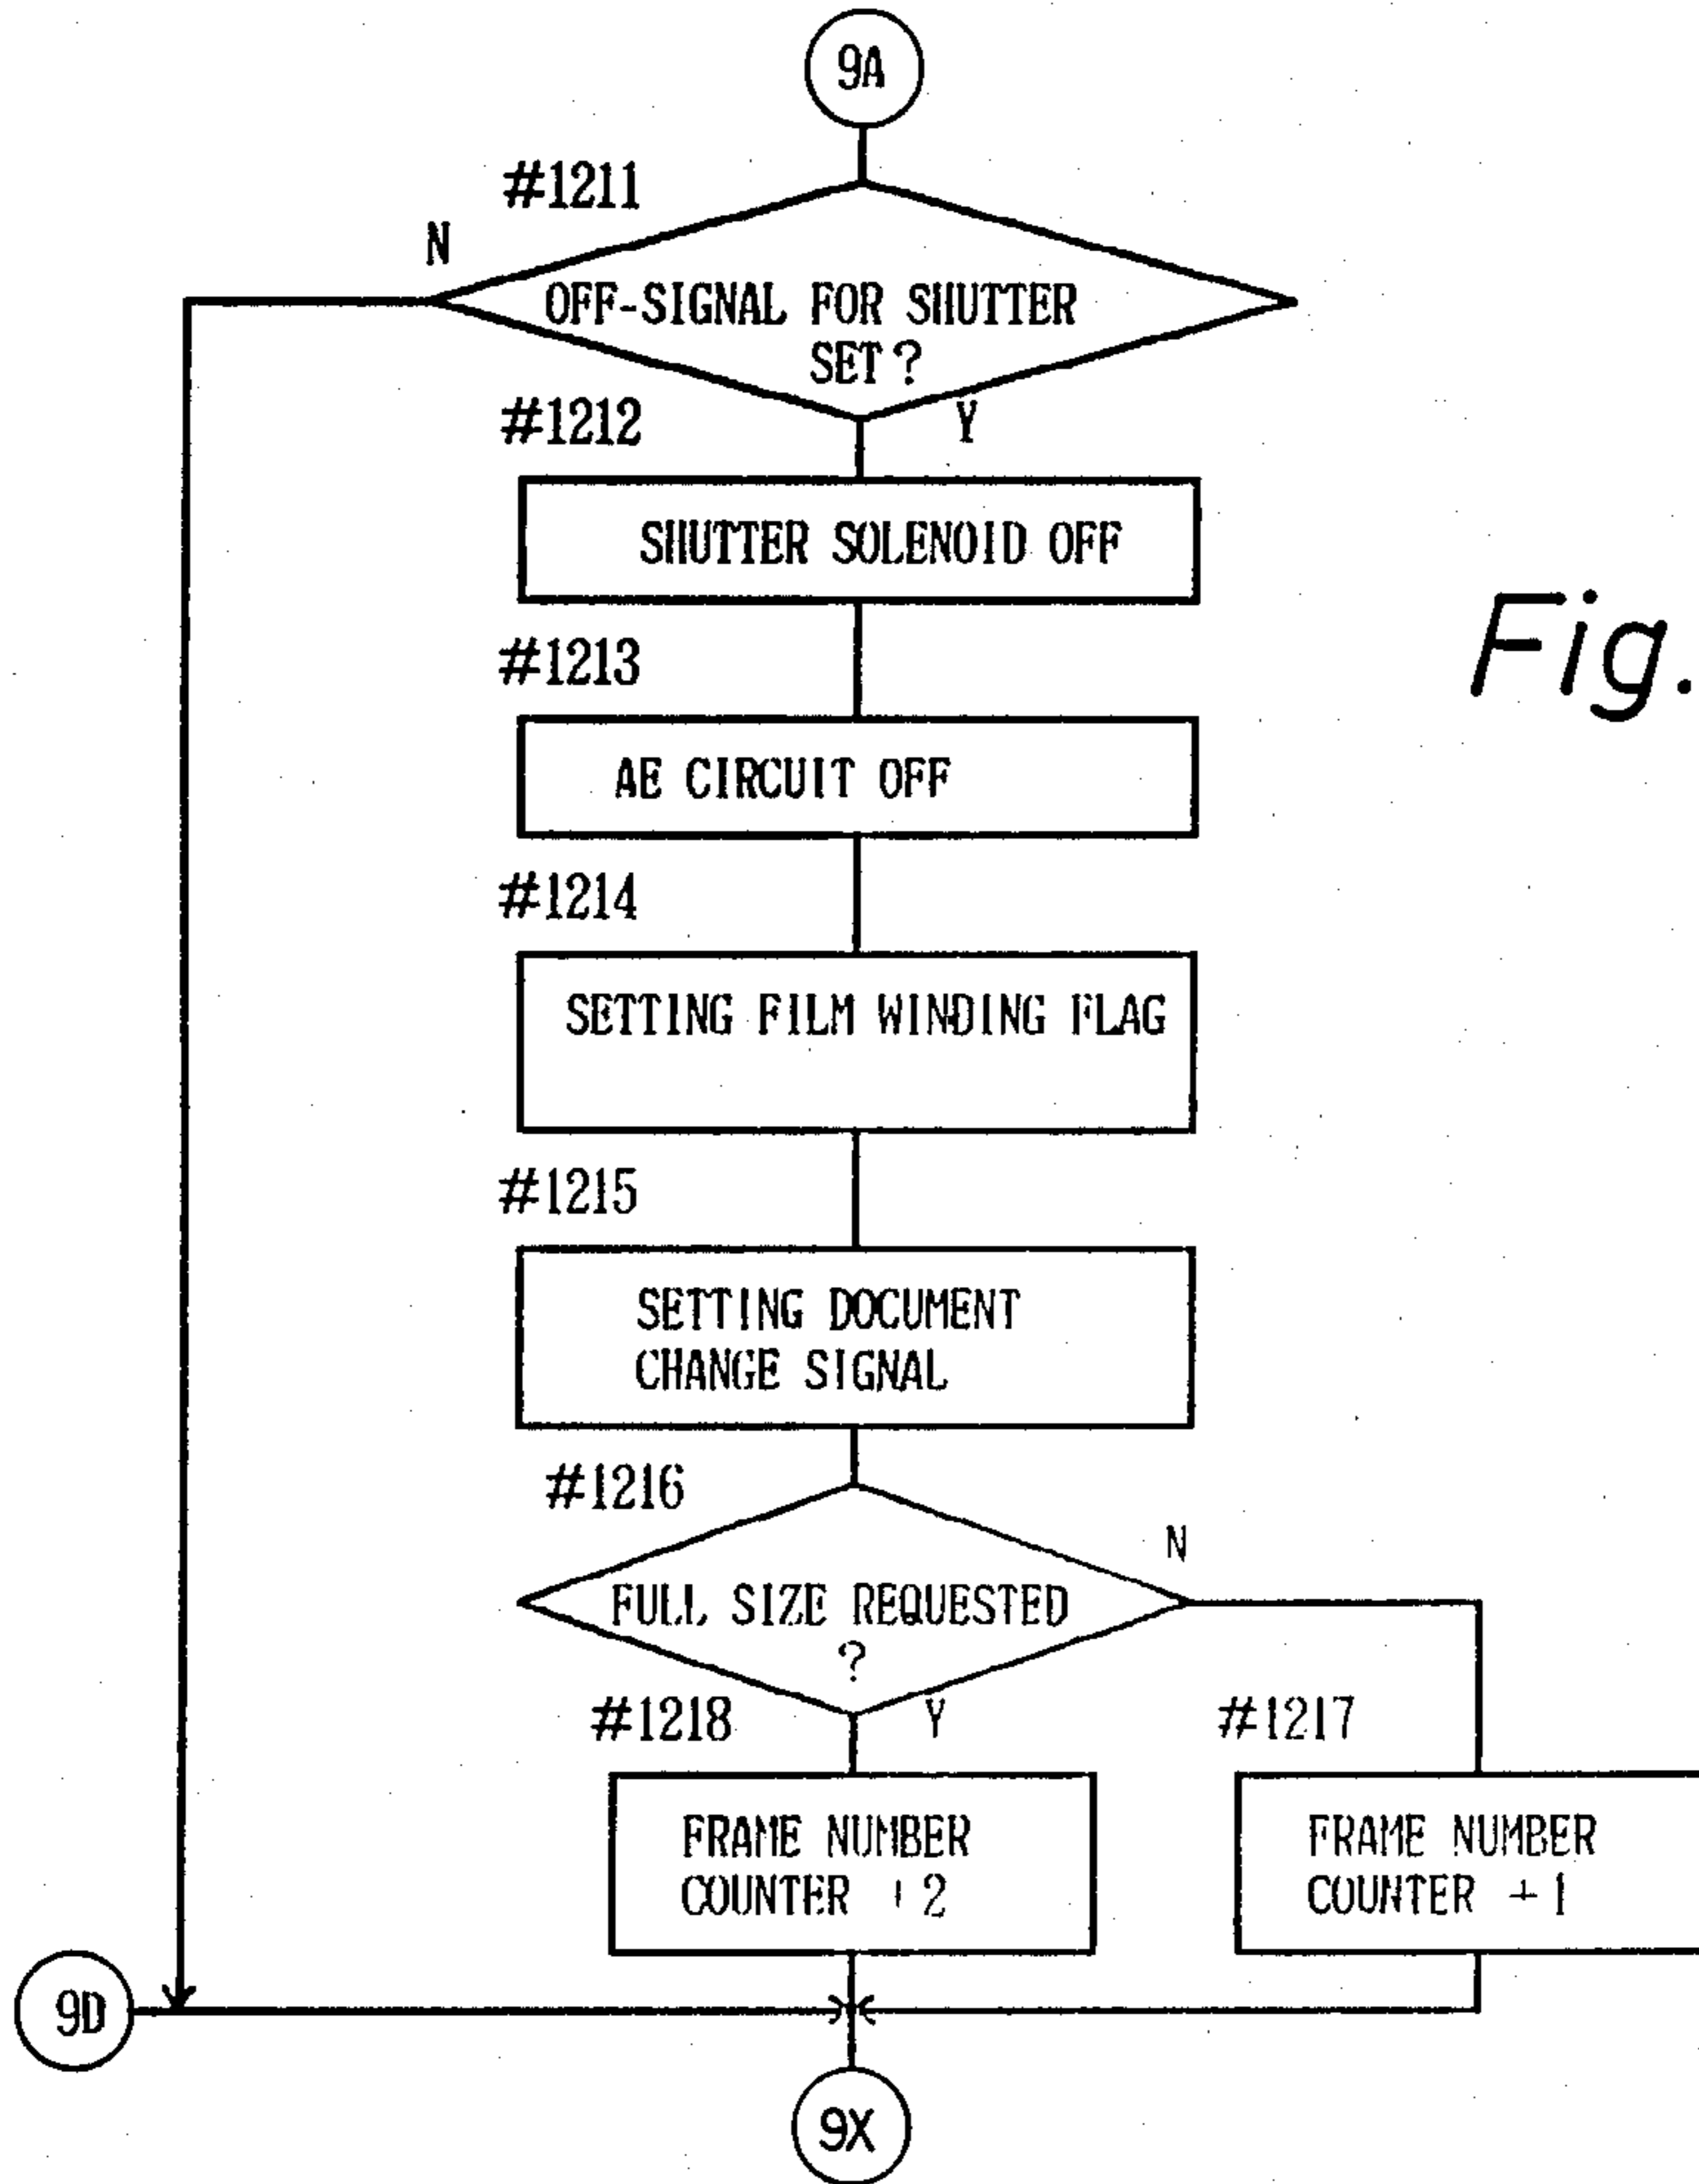 9A
#1211
N
OFF-SIGNAL FOR SHUTTER
SET?
#1212
Y
SHUTTER SOLENOID OFF
Fig.
#1213
AE CIRCUIT OFF
#1214
SETTING FILM WINDING FLAG
#1215
SETTING DOCUMENT
CHANGE SIGNAL
#1216
N
FULL SIZE REQUESTED
?
#1218
Y
#1217
FRAME NUMBER
COUNTER +2
FRAME NUMBER
COUNTER +1
9D
9X